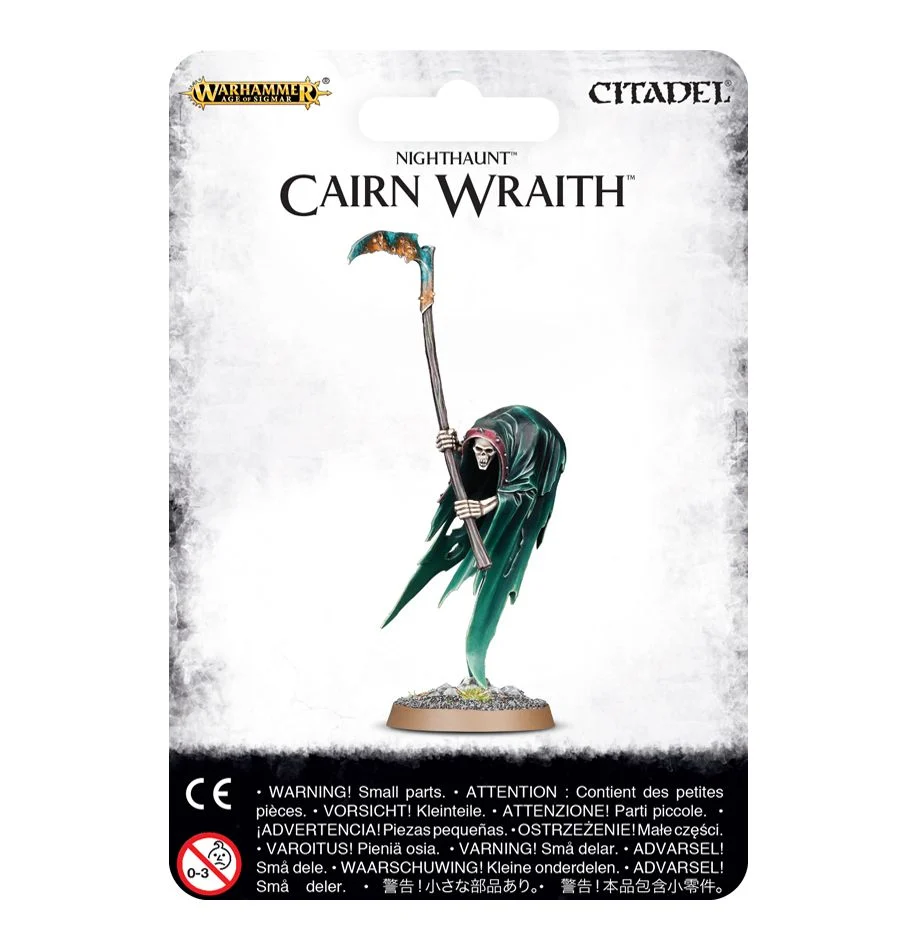 WARHAMMER®
AGE OF SIGMAR
CITADEL®
NIGHTHAUNT™
CAIRN WRAITH™
CE
0-3
• WARNING! Small parts. • ATTENTION : Contient des petites
pièces. • VORSICHT! Kleinteile. • ATTENZIONE! Parti piccole. •
¡ADVERTENCIA! Piezas pequeñas. • OSTRZEŻENIE! Małe części.
• VAROITUS! Pieniä osia. • VARNING! Små delar. • ADVARSEL!
Små dele. • WAARSCHUWING! Kleine onderdelen. • ADVARSEL!
Små deler. • 警告!小さな部品あり。• 警告!本品包含小零件。